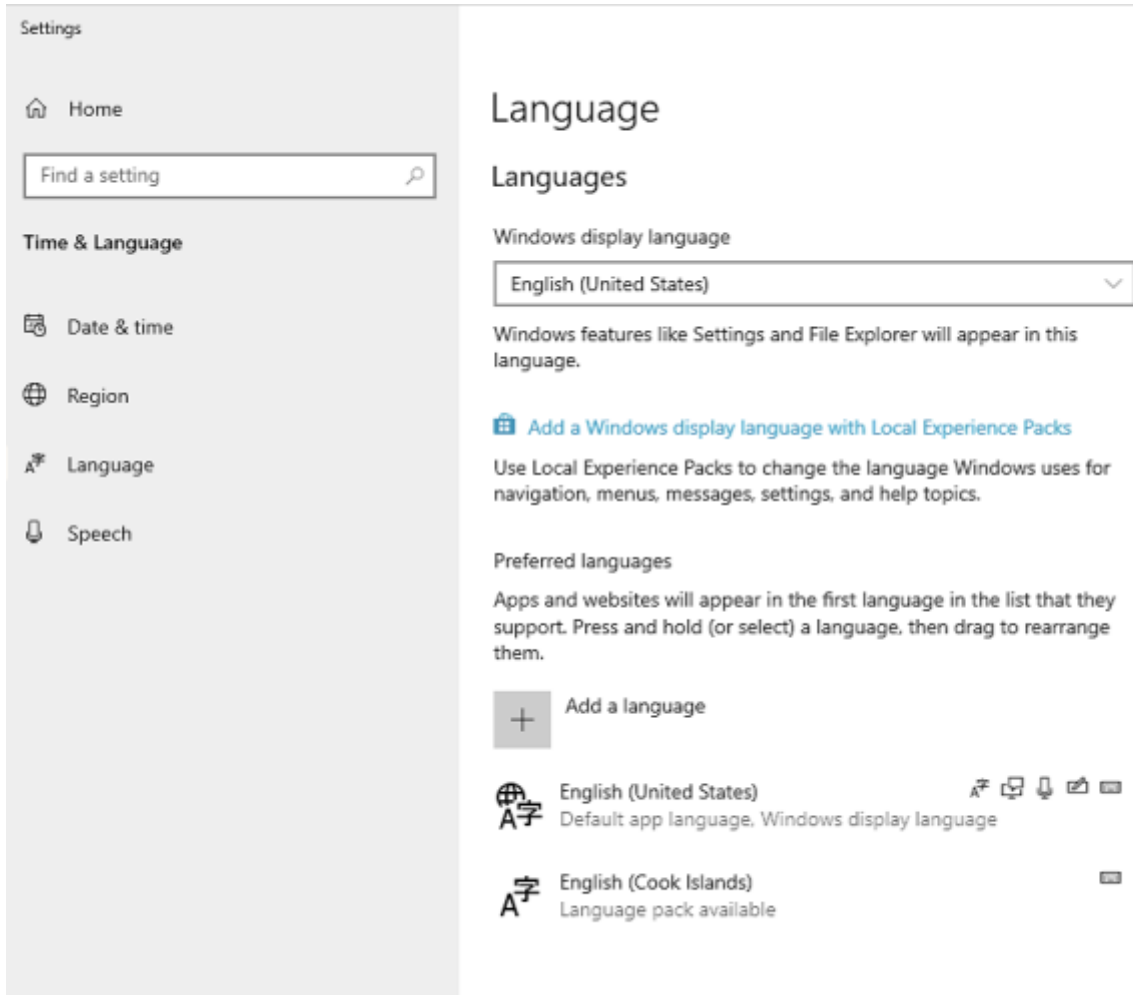 Settings
Home
Find a setting
Time & Language
Date & time
Region
Language
Speech
Language
Languages
Windows display language
English (United States)
Windows features like Settings and File Explorer will appear in this
language.
Add a Windows display language with Local Experience Packs
Use Local Experience Packs to change the language Windows uses for
navigation, menus, messages, settings, and help topics.
Preferred languages
Apps and websites will appear in the first language in the list that they
support. Press and hold (or select) a language, then drag to rearrange
them.
Add a language
English (United States)
Default app language, Windows display language
English (Cook Islands)
Language pack available